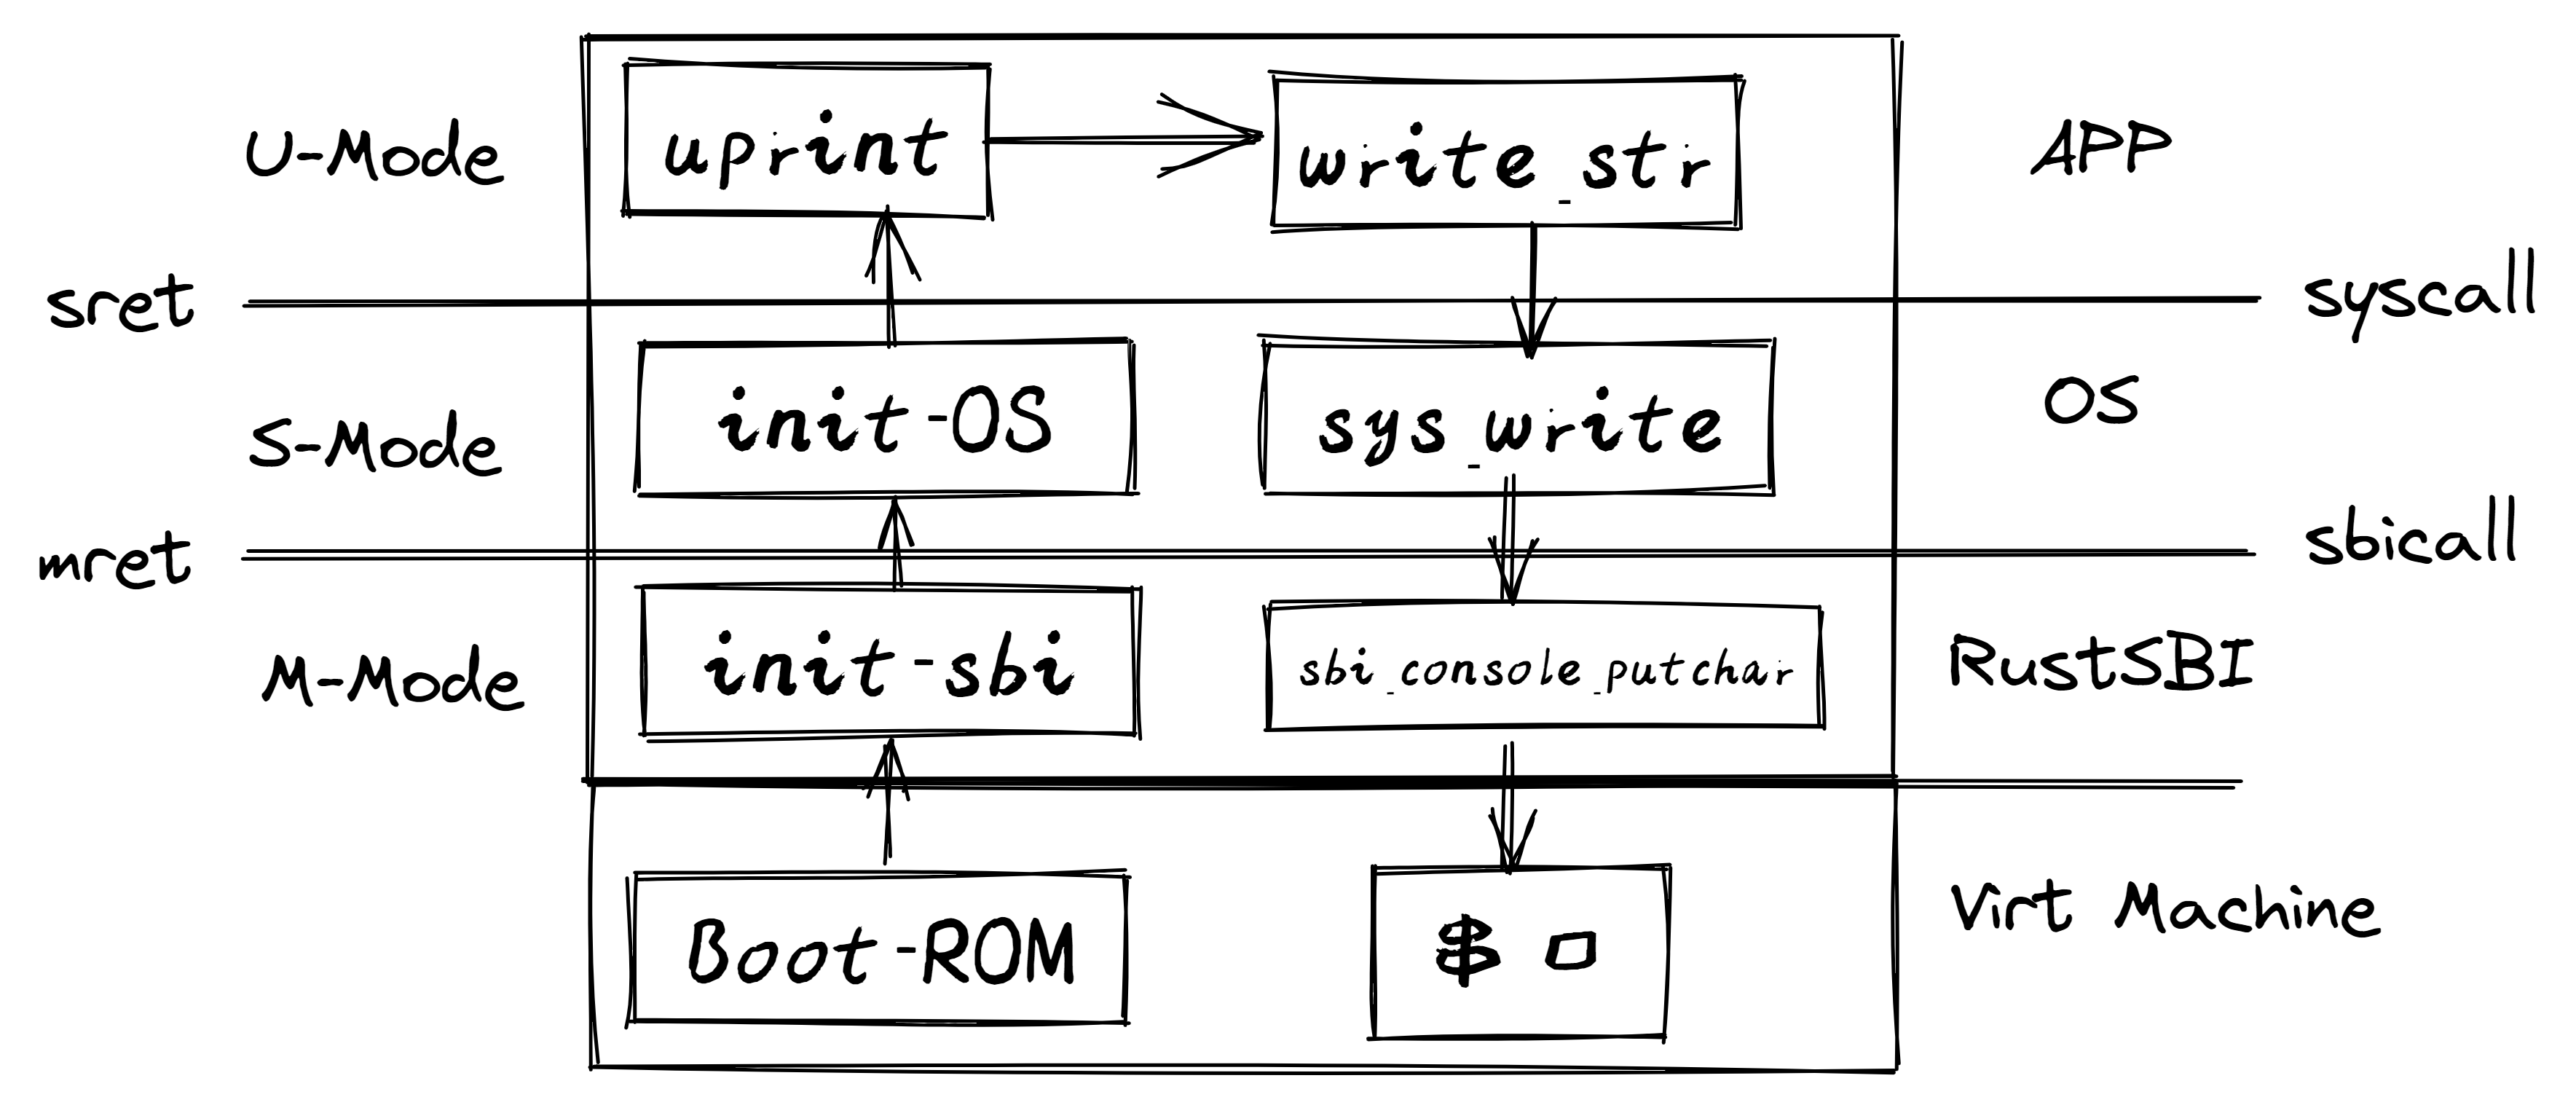 U-Mode uprint write_str APP
sret syscall
S-Mode init-OS sys_write OS
mret sbicall
M-Mode init-sbi sbi_console_putchar RustSBI
Boot-ROM $ Virt Machine